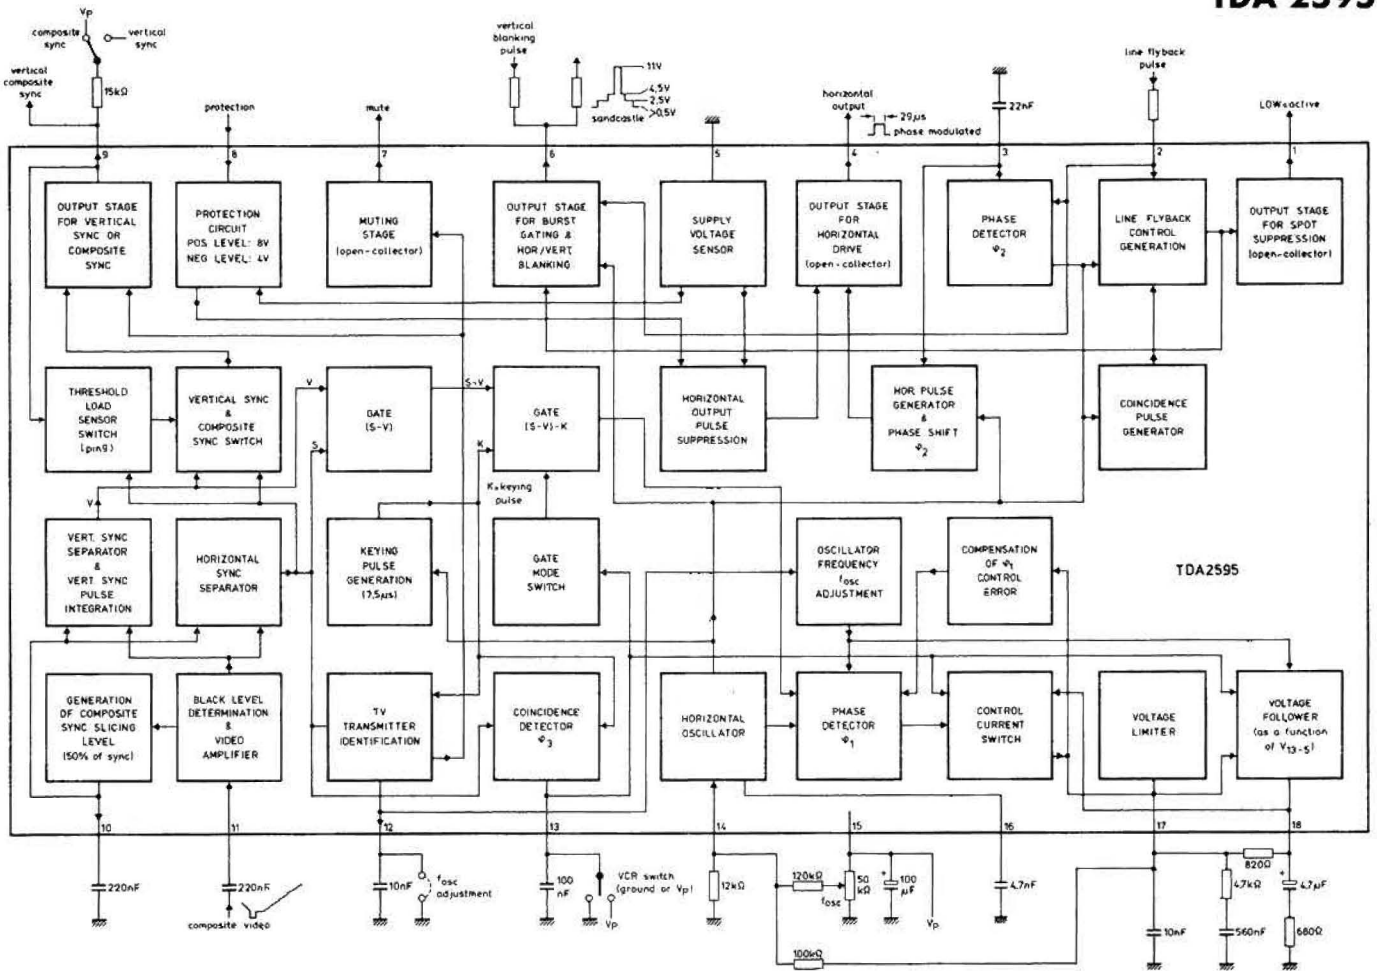 TDA 2595
Vp
composite
sync
vertical
sync
vertical
composite
sync
15kΩ
protection
mute
vertical
blanking
pulse
11V
4,5V
2,5V
>0,5V
sandcastle
horizontal
output
29µs
phase modulated
22nF
line flyback
pulse
LOW=active
9
8
7
6
5
4
3
2
1
OUTPUT STAGE
FOR VERTICAL
SYNC OR
COMPOSITE
SYNC
PROTECTION
CIRCUIT
POS LEVEL: 8V
NEG LEVEL: 4V
MUTING
STAGE
(open-collector)
OUTPUT STAGE
FOR BURST
GATING &
HOR/VERT
BLANKING
SUPPLY
VOLTAGE
SENSOR
OUTPUT STAGE
FOR
HORIZONTAL
DRIVE
(open-collector)
PHASE
DETECTOR
φ2
LINE FLYBACK
CONTROL
GENERATION
OUTPUT STAGE
FOR SPOT
SUPPRESSION
(open-collector)
THRESHOLD
LOAD
SENSOR
SWITCH
(pin9)
VERTICAL SYNC
&
COMPOSITE
SYNC SWITCH
V
S
GATE
(S-V)
S-V
K
GATE
(S-V)-K
HORIZONTAL
OUTPUT
PULSE
SUPPRESSION
HOR PULSE
GENERATOR
&
PHASE SHIFT
φ2
COINCIDENCE
PULSE
GENERATOR
K=keying
pulse
V
VERT. SYNC
SEPARATOR
&
VERT. SYNC
PULSE
INTEGRATION
HORIZONTAL
SYNC
SEPARATOR
KEYING
PULSE
GENERATION
(7,5µs)
GATE
MODE
SWITCH
OSCILLATOR
FREQUENCY
fosc
ADJUSTMENT
COMPENSATION
OF φ1
CONTROL
ERROR
TDA2595
GENERATION
OF COMPOSITE
SYNC SLICING
LEVEL
(50% of sync)
BLACK LEVEL
DETERMINATION
&
VIDEO
AMPLIFIER
TV
TRANSMITTER
IDENTIFICATION
COINCIDENCE
DETECTOR
φ3
HORIZONTAL
OSCILLATOR
PHASE
DETECTOR
φ1
CONTROL
CURRENT
SWITCH
VOLTAGE
LIMITER
VOLTAGE
FOLLOWER
(as a function
of V13-5)
10
11
12
13
14
15
16
17
18
220nF
220nF
composite video
10nF
fosc
adjustment
100
nF
VCR switch
(ground or Vp)
Vp
12kΩ
120kΩ
fosc
50
kΩ
+
100
µF
Vp
4.7nF
100kΩ
10nF
820Ω
4.7kΩ
560nF
+
4.7µF
680Ω